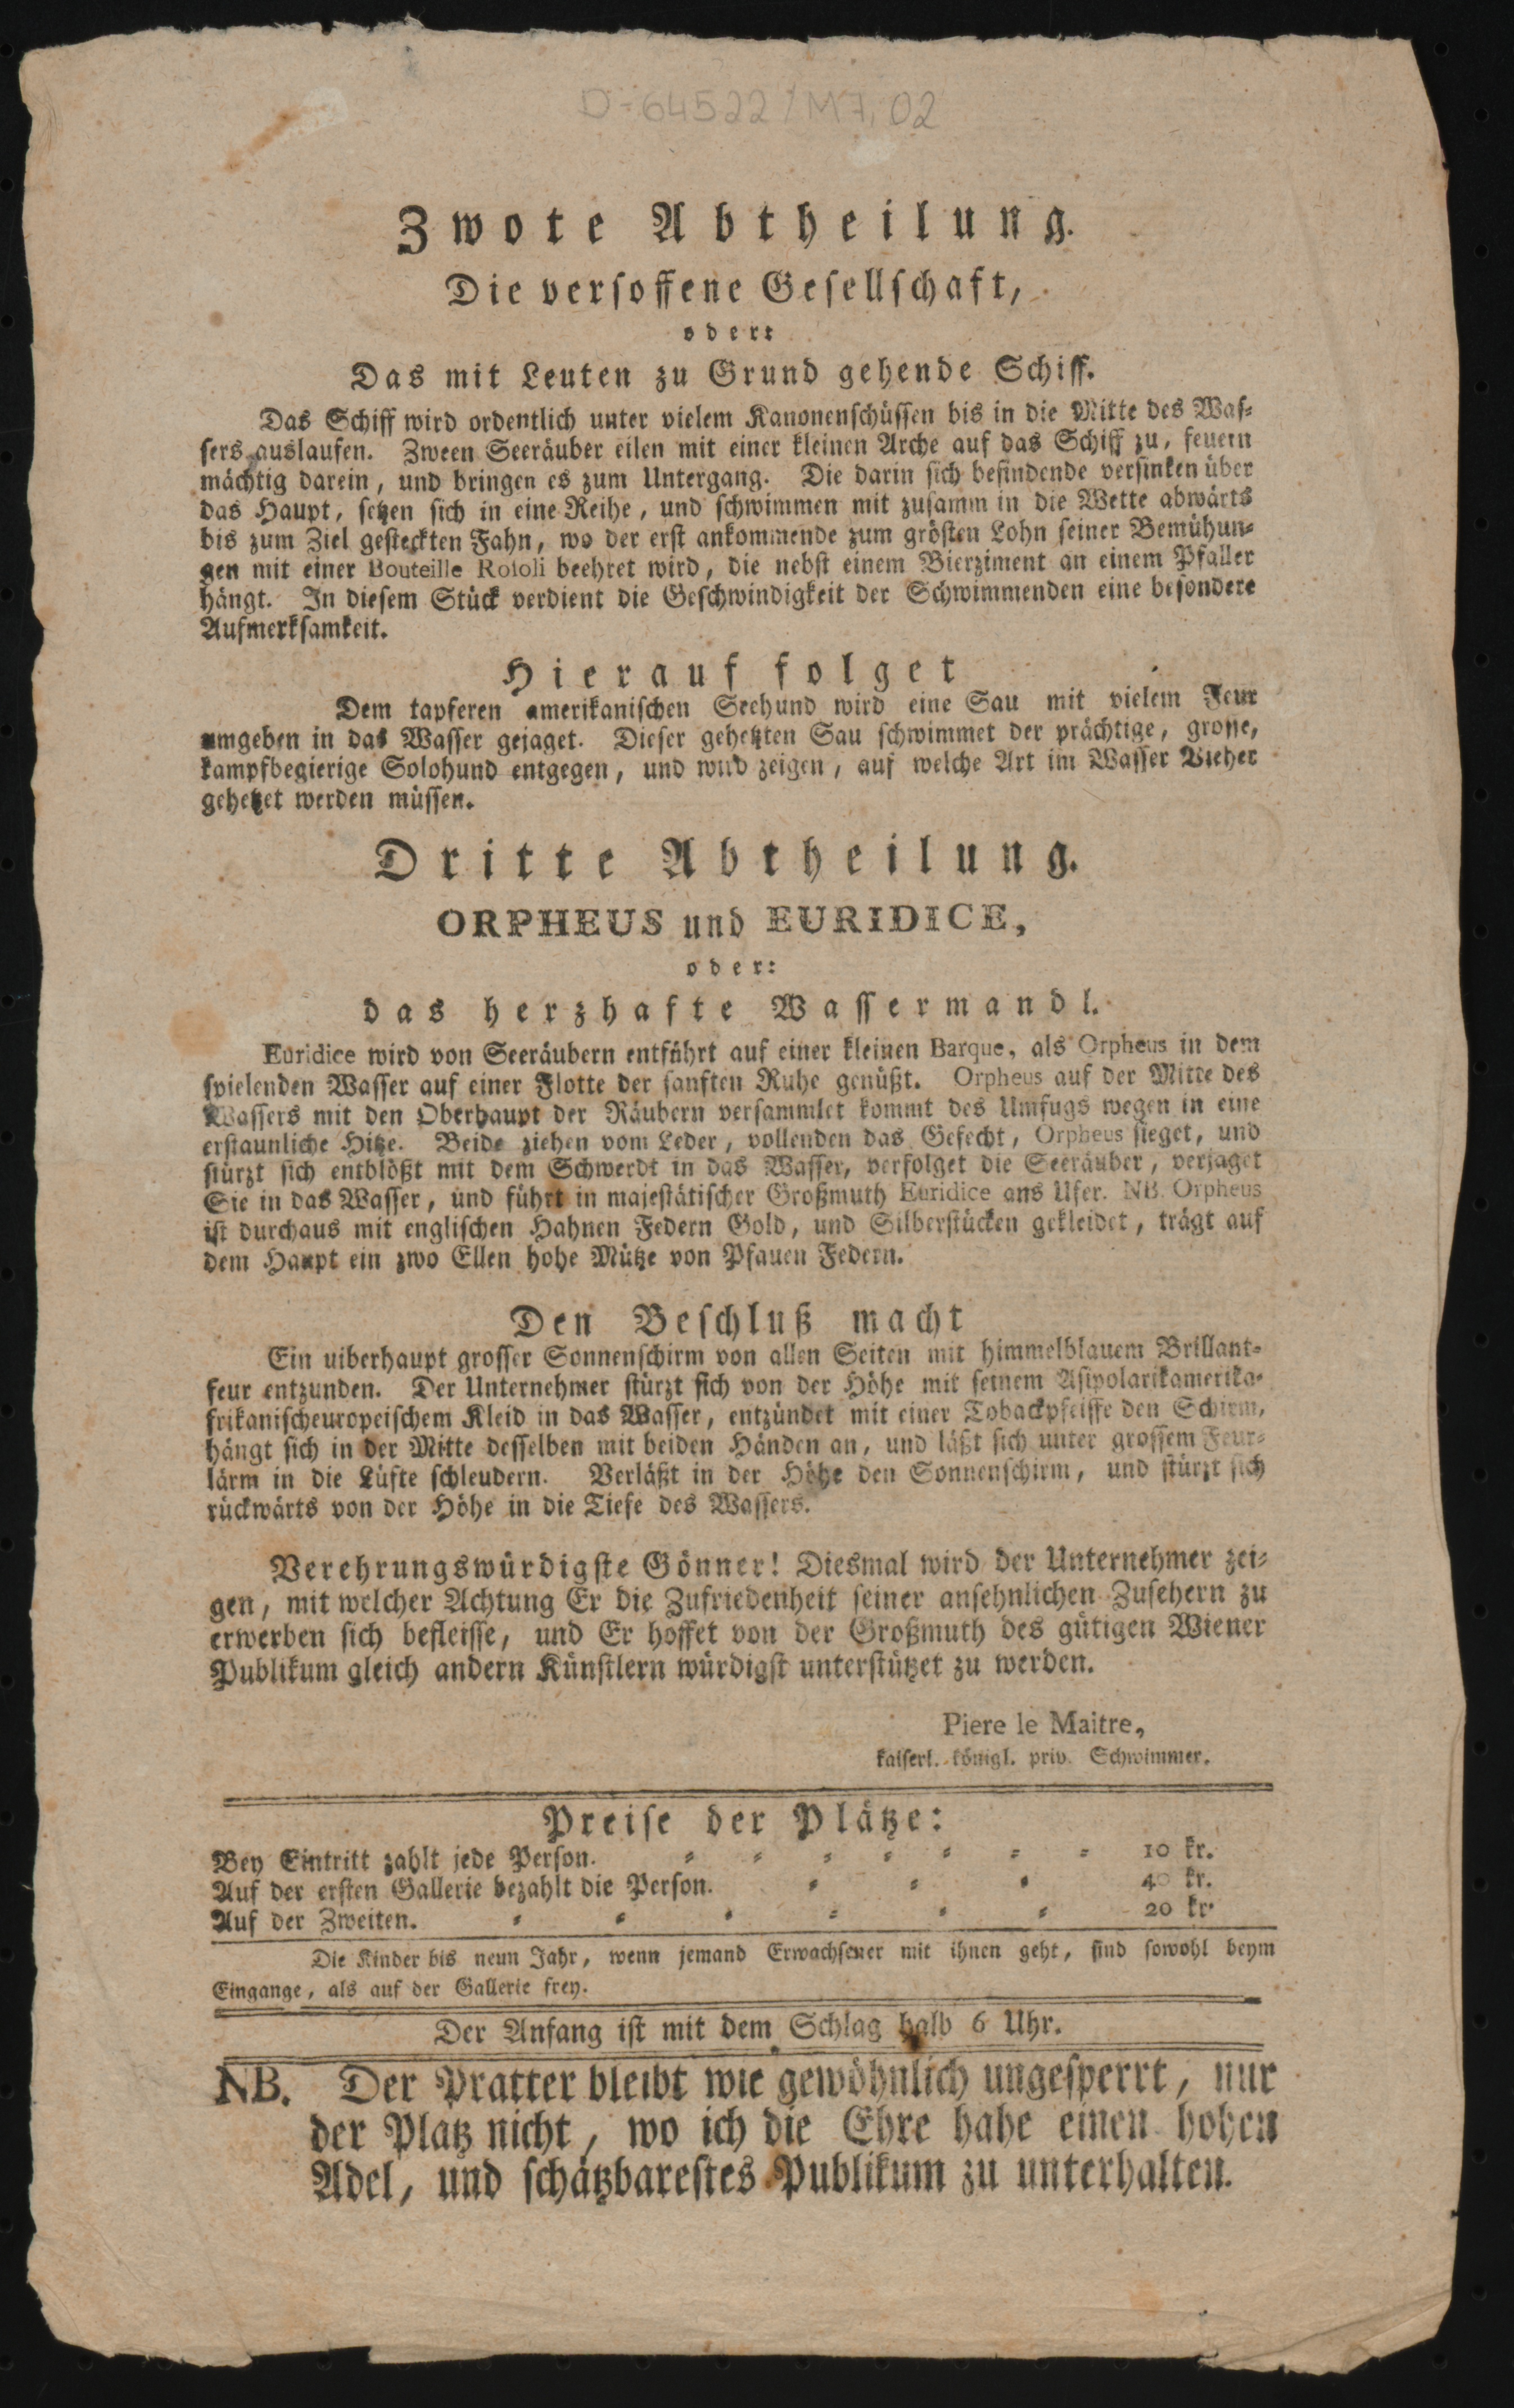 D-64522/M7,02
Zwote Abtheilung.
Die versoffene Gesellschaft,
oder:
Das mit Leuten zu Grund gehende Schiff.
Das Schiff wird ordentlich unter vielem Kanonenschüssen bis in die Mitte des Was-
sers auslaufen. Zween Seeräuber eilen mit einer kleinen Arche auf das Schiff zu, feuern
mächtig darein, und bringen es zum Untergang. Die darin sich befindende versinken über
das Haupt, setzen sich in eine Reihe, und schwimmen mit zusamm in die Wette abwärts
bis zum Ziel gesteckten Fahn, wo der erst ankommende zum grösten Lohn seiner Bemühun-
gen mit einer Bouteille Rosoli beehret wird, die nebst einem Bierziment an einem Pfaller
hängt. In diesem Stück verdient die Geschwindigkeit der Schwimmenden eine besondere
Aufmerksamkeit.
Hierauf folget
Dem tapferen amerikanischen Seehund wird eine Sau mit vielem Feur
umgeben in das Wasser gejaget. Dieser gehetzten Sau schwimmet der prächtige, grosse,
kampfbegierige Solohund entgegen, und wird zeigen, auf welche Art im Wasser Vieher
gehetzet werden müssen.
Dritte Abtheilung.
ORPHEUS und EURIDICE,
oder:
das herzhafte Wassermandl.
Euridice wird von Seeräubern entführt auf einer kleinen Barque, als Orpheus in dem
spielenden Wasser auf einer Flotte der sanften Ruhe genüßt. Orpheus auf der Mitte des
Wassers mit den Oberhaupt der Räubern versammlet kommt des Umfugs wegen in eine
erstaunliche Hitze. Beide ziehen vom Leder, vollenden das Gefecht, Orpheus sieget, und
stürzt sich entblößt mit dem Schwerdt in das Wasser, verfolget die Seeräuber, verjaget
Sie in das Wasser, und führt in majestätischer Großmuth Euridice ans Ufer. NB. Orpheus
ist durchaus mit englischen Hahnen Federn Gold, und Silberstücken gekleidet, trägt auf
dem Haupt ein zwo Ellen hohe Mütze von Pfauen Federn.
Den Beschluß macht
Ein uiberhaupt grosser Sonnenschirm von allen Seiten mit himmelblauem Brillant-
feur entzunden. Der Unternehmer stürzt sich von der Höhe mit seinem Asipolarikamerika-
frikanischeuropeischem Kleid in das Wasser, entzündet mit einer Tobackpfeiffe den Schirm,
hängt sich in der Mitte desselben mit beiden Händen an, und läßt sich unter grossem Feur-
lärm in die Lüfte schleudern. Verläßt in der Höhe den Sonnenschirm, und stürzt sich
rückwärts von der Höhe in die Tiefe des Wassers.
Verehrungswürdigste Gönner! Diesmal wird der Unternehmer zei-
gen, mit welcher Achtung Er die Zufriedenheit seiner ansehnlichen Zusehern zu
erwerben sich befleisse, und Er hoffet von der Großmuth des gütigen Wiener
Publikum gleich andern Künstlern würdigst unterstützet zu werden.
Piere le Maitre,
kaiserl. königl. priv. Schwimmer.
Preise der Plätze:
Bey Eintritt zahlt jede Person. = = = = = = = 10 kr.
Auf der ersten Gallerie bezahlt die Person. = = = 40 kr.
Auf der Zweiten. = = = = = = 20 kr.
Die Kinder bis neun Jahr, wenn jemand Erwachsener mit ihnen geht, sind sowohl beym
Eingange, als auf der Gallerie frey.
Der Anfang ist mit dem Schlag halb 6 Uhr.
NB. Der Pratter bleibt wie gewöhnlich ungesperrt, nur
der Platz nicht, wo ich die Ehre habe einen hohen
Adel, und schätzbarestes Publikum zu unterhalten.